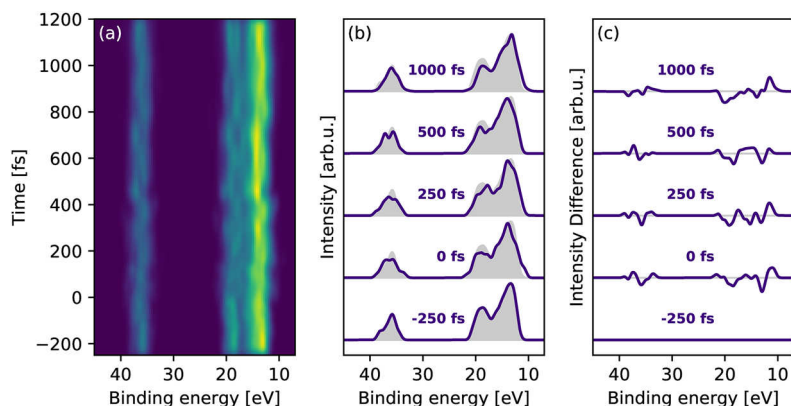 (a)
1200
1000
800
600
400
200
0
−200
Time [fs]
40 30 20 10
Binding energy [eV]
(b)
1000 fs
500 fs
250 fs
0 fs
-250 fs
Intensity [arb.u.]
40 30 20 10
Binding energy [eV]
(c)
1000 fs
500 fs
250 fs
0 fs
-250 fs
Intensity Difference [arb.u.]
40 30 20 10
Binding energy [eV]